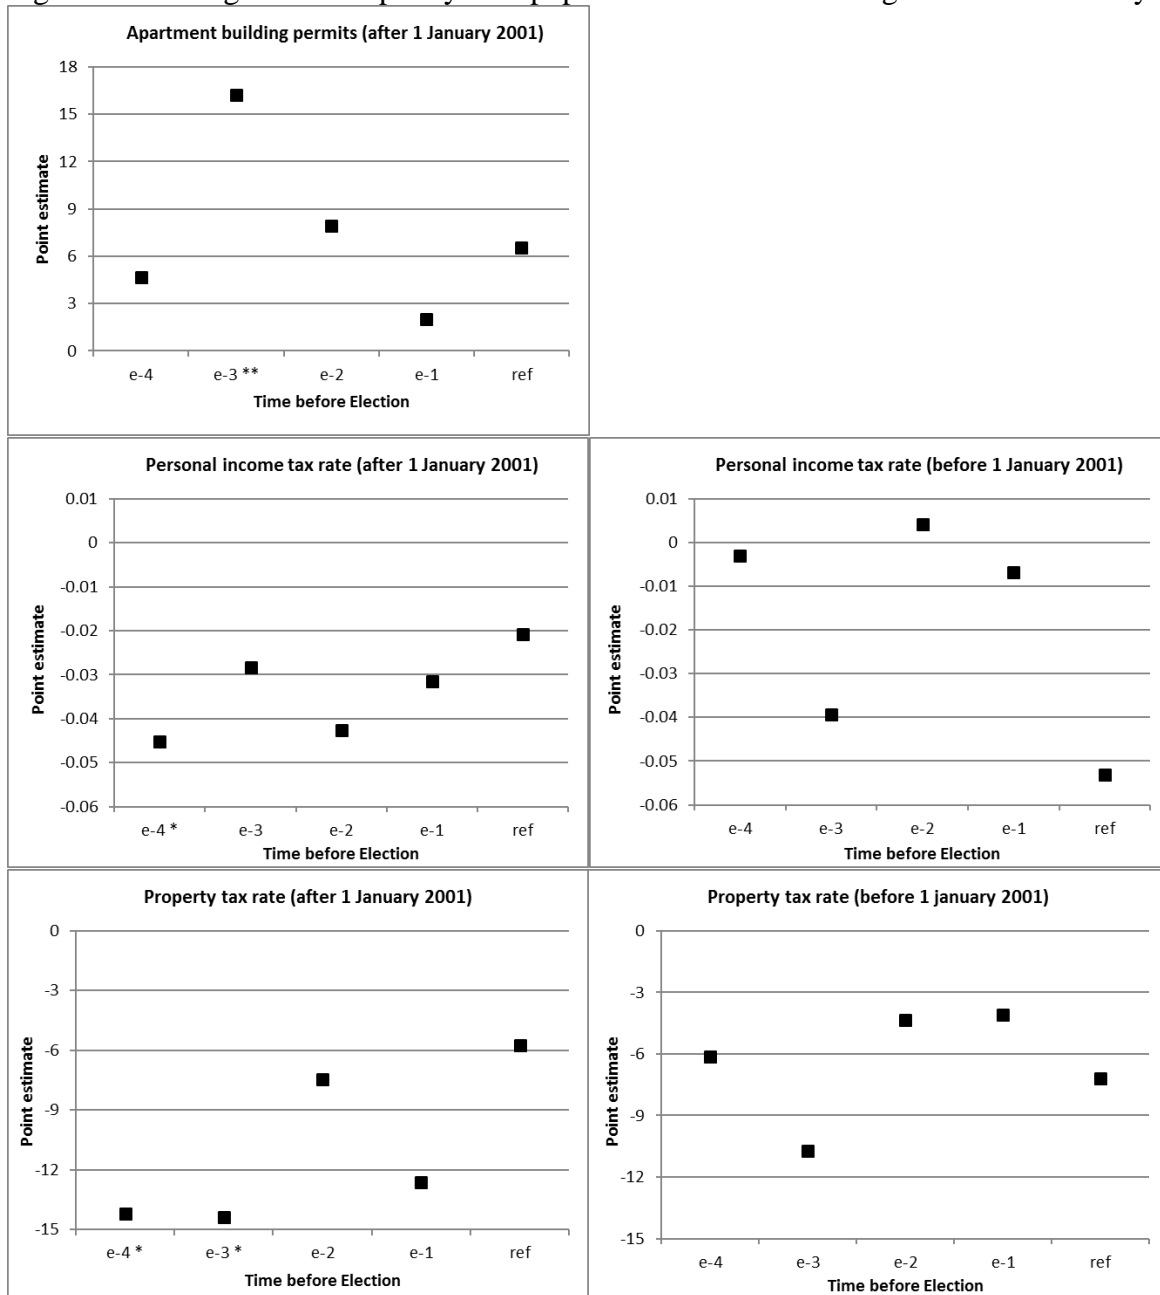 Apartment building permits (after 1 January 2001)
Point estimate
18
15
12
9
6
3
0
e-4 e-3 ** e-2 e-1 ref
Time before Election
Personal income tax rate (after 1 January 2001)
Point estimate
0.01
0
-0.01
-0.02
-0.03
-0.04
-0.05
-0.06
e-4 * e-3 e-2 e-1 ref
Time before Election
Personal income tax rate (before 1 January 2001)
Point estimate
0.01
0
-0.01
-0.02
-0.03
-0.04
-0.05
-0.06
e-4 e-3 e-2 e-1 ref
Time before Election
Property tax rate (after 1 January 2001)
Point estimate
0
-3
-6
-9
-12
-15
e-4 * e-3 * e-2 e-1 ref
Time before Election
Property tax rate (before 1 january 2001)
Point estimate
0
-3
-6
-9
-12
-15
e-4 e-3 e-2 e-1 ref
Time before Election